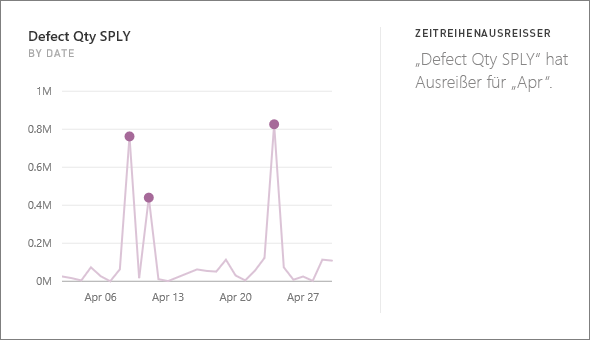 Defect Qty SPLY
BY DATE
1M
0.8M
0.6M
0.4M
0.2M
0M
Apr 06
Apr 13
Apr 20
Apr 27
ZEITREIHENAUSREISSER
„Defect Qty SPLY“ hat
Ausreißer für „Apr“.